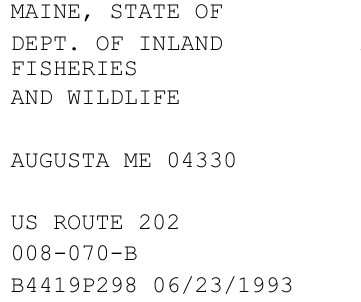 MAINE, STATE OF
DEPT. OF INLAND
FISHERIES
AND WILDLIFE
AUGUSTA ME 04330
US ROUTE 202
008-070-B
B4419P298 06/23/1993